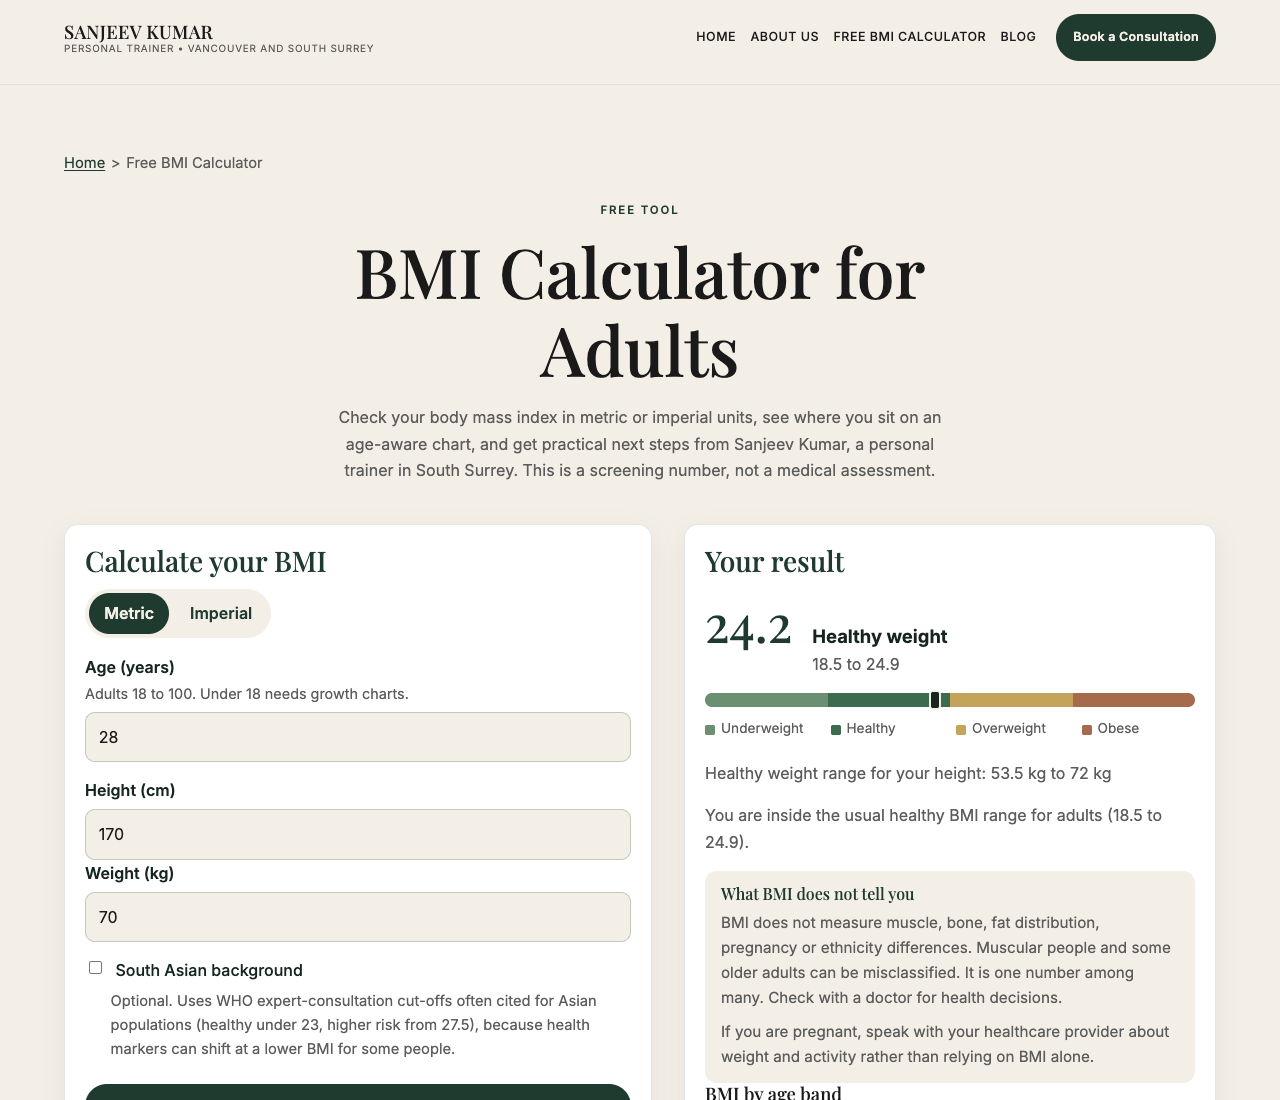 SANJEEV KUMAR
PERSONAL TRAINER • VANCOUVER AND SOUTH SURREY
HOME ABOUT US FREE BMI CALCULATOR BLOG Book a Consultation
Home > Free BMI Calculator
FREE TOOL
BMI Calculator for
Adults
Check your body mass index in metric or imperial units, see where you sit on an
age-aware chart, and get practical next steps from Sanjeev Kumar, a personal
trainer in South Surrey. This is a screening number, not a medical assessment.
Calculate your BMI
Metric Imperial
Age (years)
Adults 18 to 100. Under 18 needs growth charts.
28
Height (cm)
170
Weight (kg)
70
South Asian background
Optional. Uses WHO expert-consultation cut-offs often cited for Asian
populations (healthy under 23, higher risk from 27.5), because health
markers can shift at a lower BMI for some people.
Your result
24.2 Healthy weight
18.5 to 24.9
Underweight Healthy Overweight Obese
Healthy weight range for your height: 53.5 kg to 72 kg
You are inside the usual healthy BMI range for adults (18.5 to
24.9).
What BMI does not tell you
BMI does not measure muscle, bone, fat distribution,
pregnancy or ethnicity differences. Muscular people and some
older adults can be misclassified. It is one number among
many. Check with a doctor for health decisions.
If you are pregnant, speak with your healthcare provider about
weight and activity rather than relying on BMI alone.
BMI by age band